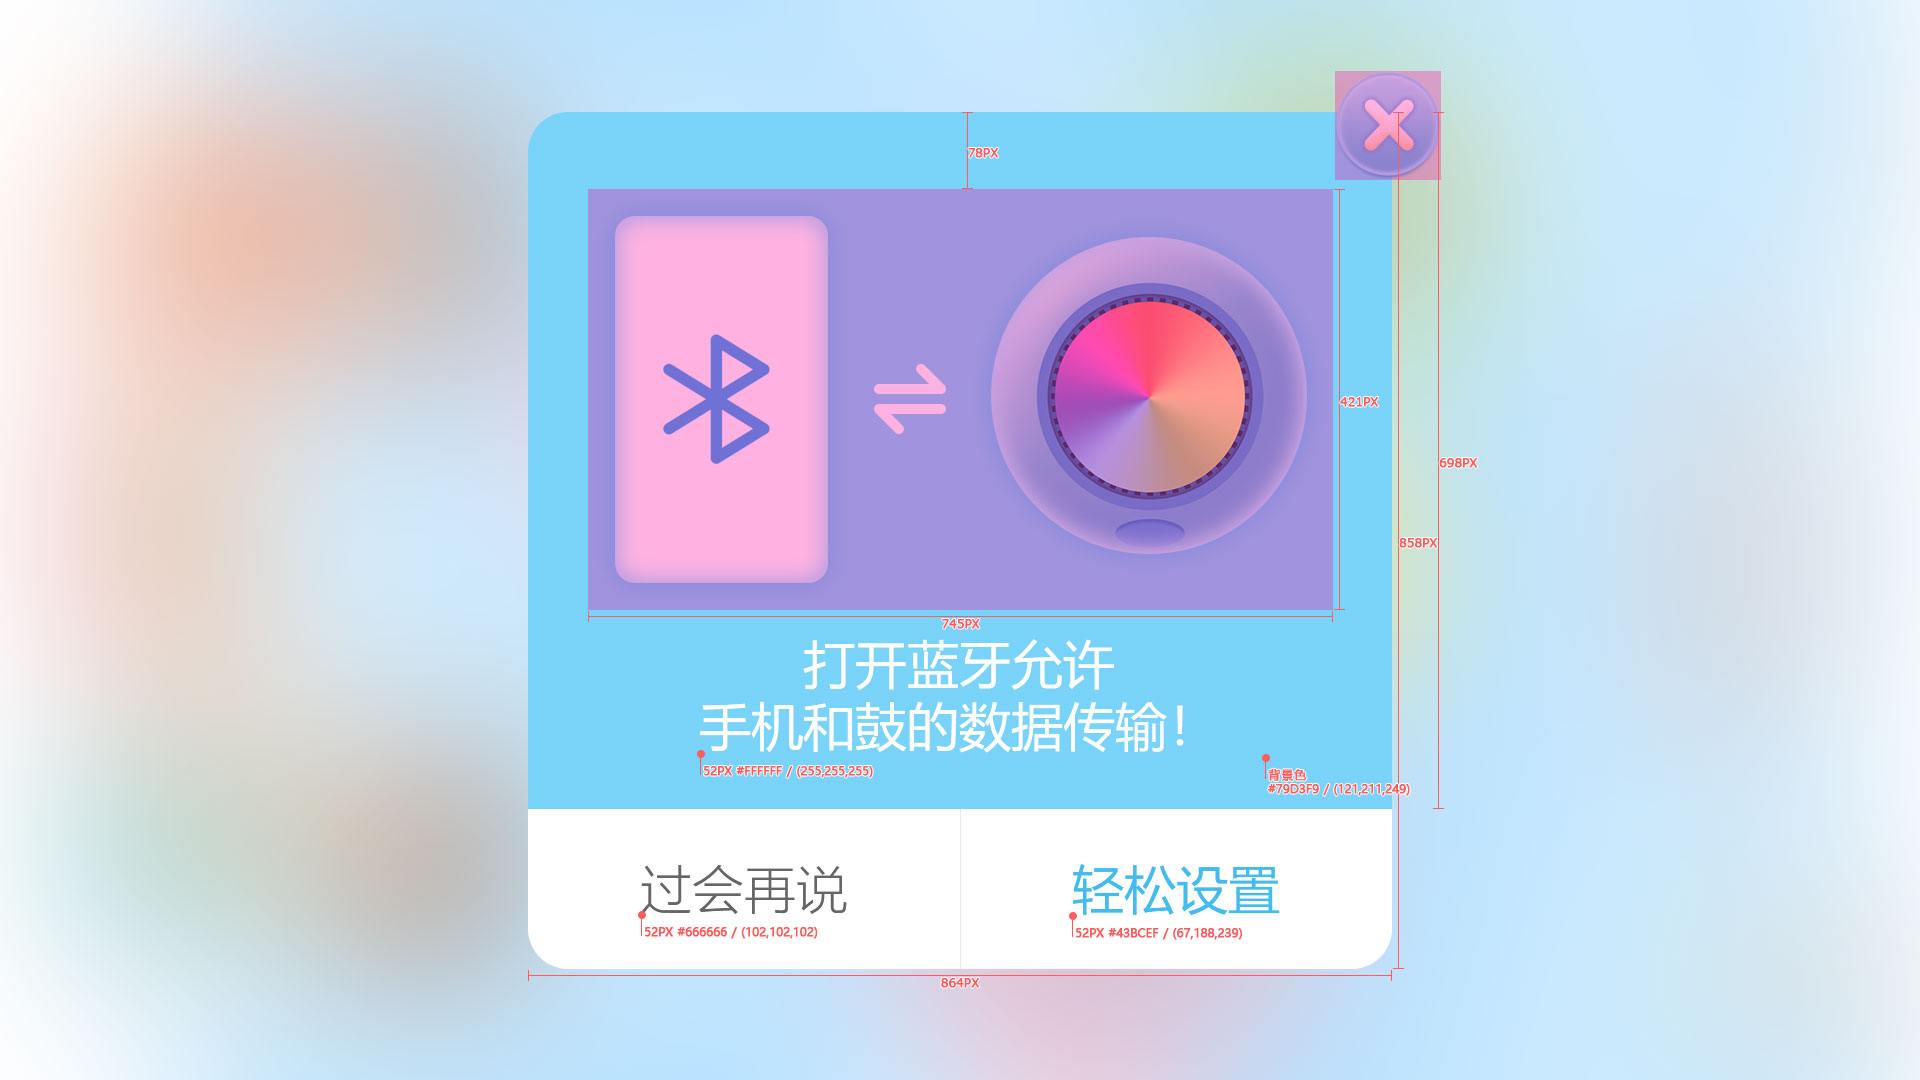 78PX
421PX
698PX
858PX
745PX
打开蓝牙允许
手机和鼓的数据传输!
52PX #FFFFFF / (255,255,255)
背景色
#79D3F9 / (121,211,249)
过会再说
轻松设置
52PX #666666 / (102,102,102)
52PX #43BCEF / (67,188,239)
864PX